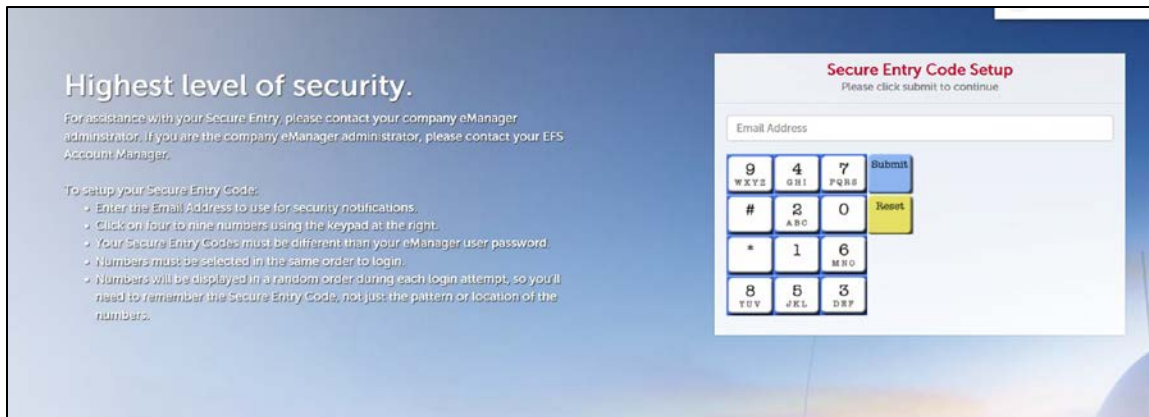 Highest level of security.
For assistance with your Secure Entry, please contact your company eManager
adminstrator. If you are the company eManager administrator, please contact your EFS
Account Manager.
To setup your Secure Entry Code:
• Enter the Email Address to use for security notifications.
• Click on four to nine numbers using the keypad at the right.
• Your Secure Entry Codes must be different than your eManager user password.
• Numbers must be selected in the same order to login.
• Numbers will be displayed in a random order during each login attempt, so you'll
need to remember the Secure Entry Code, not just the pattern or location of the
numbers.
Secure Entry Code Setup
Please click submit to continue
Email Address
9 4 7 Submit
WXYZ GHI PQRS
# 2 0 Reset
ABC
* 1 6
MNO
8 5 3
TUV JKL DEF